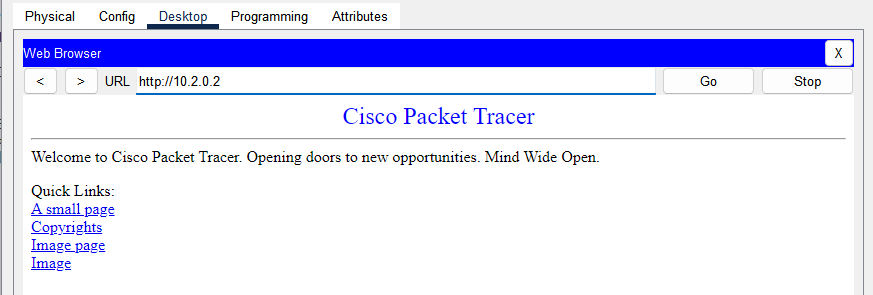 Physical Config Desktop Programming Attributes
Web Browser X
< > URL http://10.2.0.2 Go Stop
Cisco Packet Tracer
Welcome to Cisco Packet Tracer. Opening doors to new opportunities. Mind Wide Open.
Quick Links:
A small page
Copyrights
Image page
Image